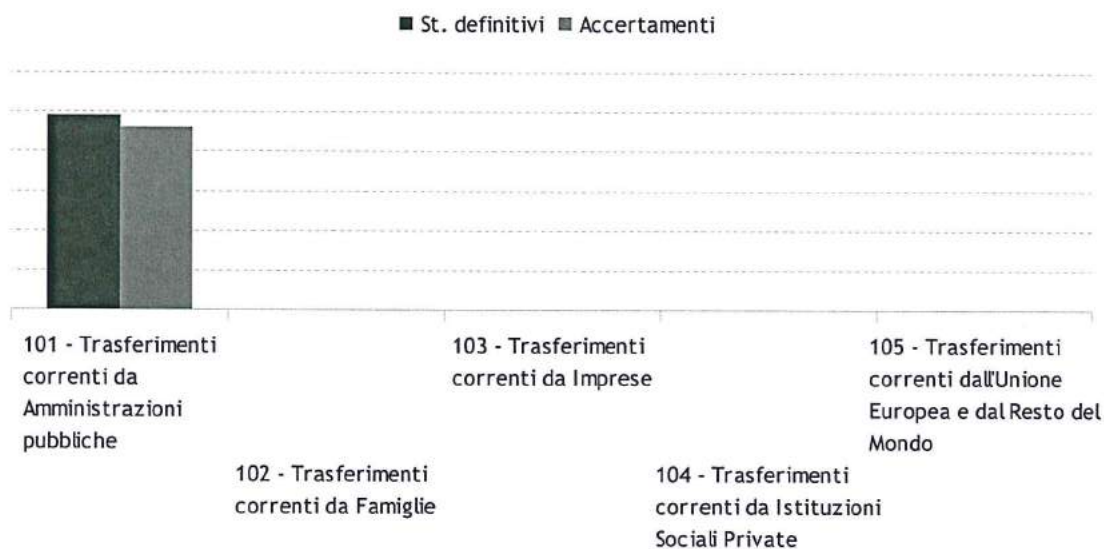 St. definitivi Accertamenti
101 - Trasferimenti
correnti da
Amministrazioni
pubbliche
102 - Trasferimenti
correnti da Famiglie
103 - Trasferimenti
correnti da Imprese
104 - Trasferimenti
correnti da Istituzioni
Sociali Private
105 - Trasferimenti
correnti dall'Unione
Europea e dal Resto del
Mondo